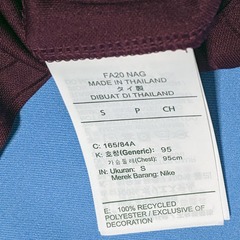 FA20 NAG
MADE IN THAILAND
タイ製
DIBUAT DI THAILAND
S P CH
C: 165/84A
K: 호칭(Generic): 95
가슴둘레(Chest): 95cm
IN: Ukuran: S
Merek Barang: Nike
E: 100% RECYCLED
POLYESTER / EXCLUSIVE OF
DECORATION